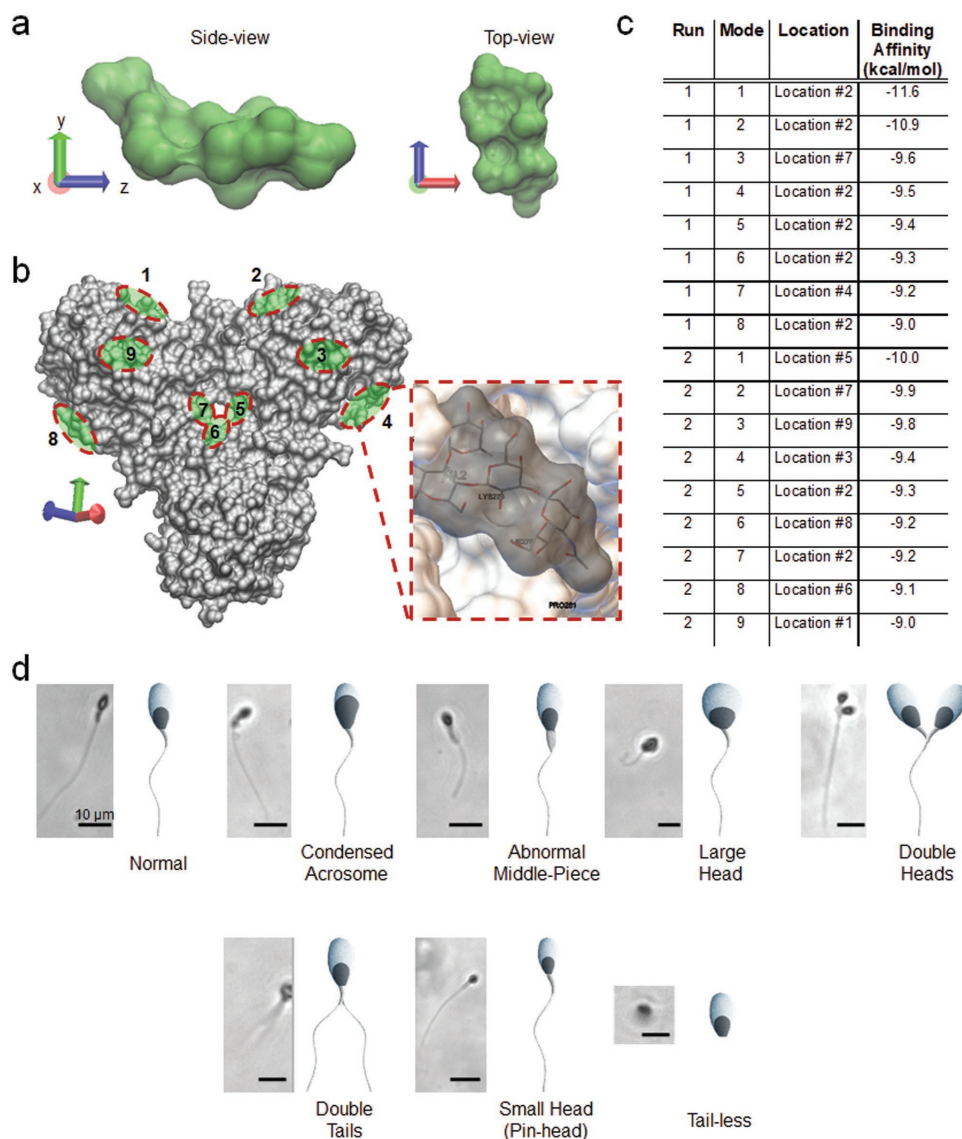 a
Side-view
Top-view
y
x
z
b
1
2
9
3
7
5
6
4
8
LYS278
PRO281
c
Run Mode Location Binding Affinity (kcal/mol)
1 1 Location #2 -11.6
1 2 Location #2 -10.9
1 3 Location #7 -9.6
1 4 Location #2 -9.5
1 5 Location #2 -9.4
1 6 Location #2 -9.3
1 7 Location #4 -9.2
1 8 Location #2 -9.0
2 1 Location #5 -10.0
2 2 Location #7 -9.9
2 3 Location #9 -9.8
2 4 Location #3 -9.4
2 5 Location #2 -9.3
2 6 Location #8 -9.2
2 7 Location #2 -9.2
2 8 Location #6 -9.1
2 9 Location #1 -9.0
d
10 µm
Normal
Condensed
Acrosome
Abnormal
Middle-Piece
Large
Head
Double
Heads
Double
Tails
Small Head
(Pin-head)
Tail-less